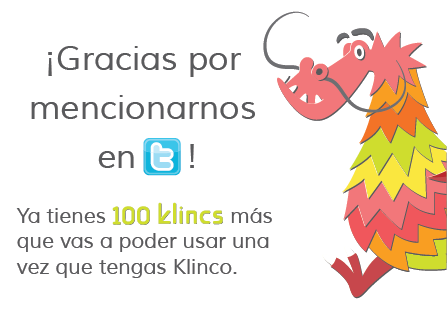 ¡Gracias por
mencionarnos
en t !
Ya tienes 100 klincs más
que vas a poder usar una
vez que tengas Klinco.